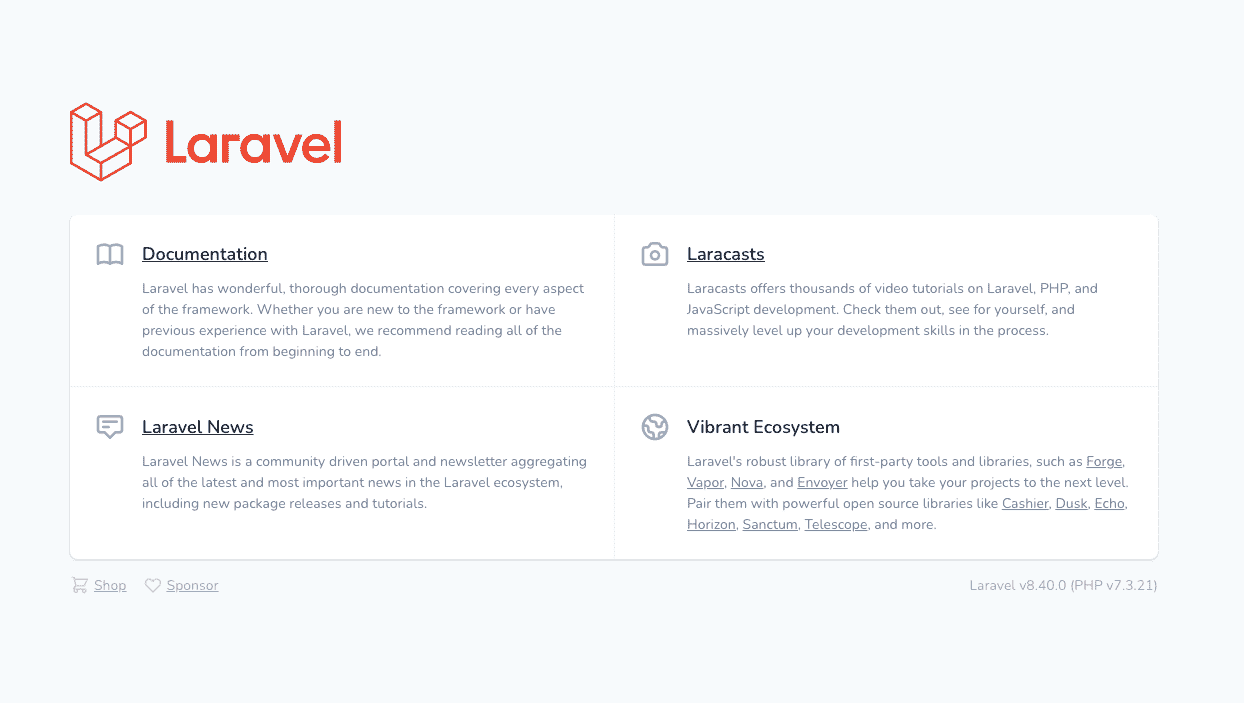 Laravel
Documentation
Laravel has wonderful, thorough documentation covering every aspect
of the framework. Whether you are new to the framework or have
previous experience with Laravel, we recommend reading all of the
documentation from beginning to end.
Laracasts
Laracasts offers thousands of video tutorials on Laravel, PHP, and
JavaScript development. Check them out, see for yourself, and
massively level up your development skills in the process.
Laravel News
Laravel News is a community driven portal and newsletter aggregating
all of the latest and most important news in the Laravel ecosystem,
including new package releases and tutorials.
Vibrant Ecosystem
Laravel's robust library of first-party tools and libraries, such as Forge,
Vapor, Nova, and Envoyer help you take your projects to the next level.
Pair them with powerful open source libraries like Cashier, Dusk, Echo,
Horizon, Sanctum, Telescope, and more.
Shop
Sponsor
Laravel v8.40.0 (PHP v7.3.21)